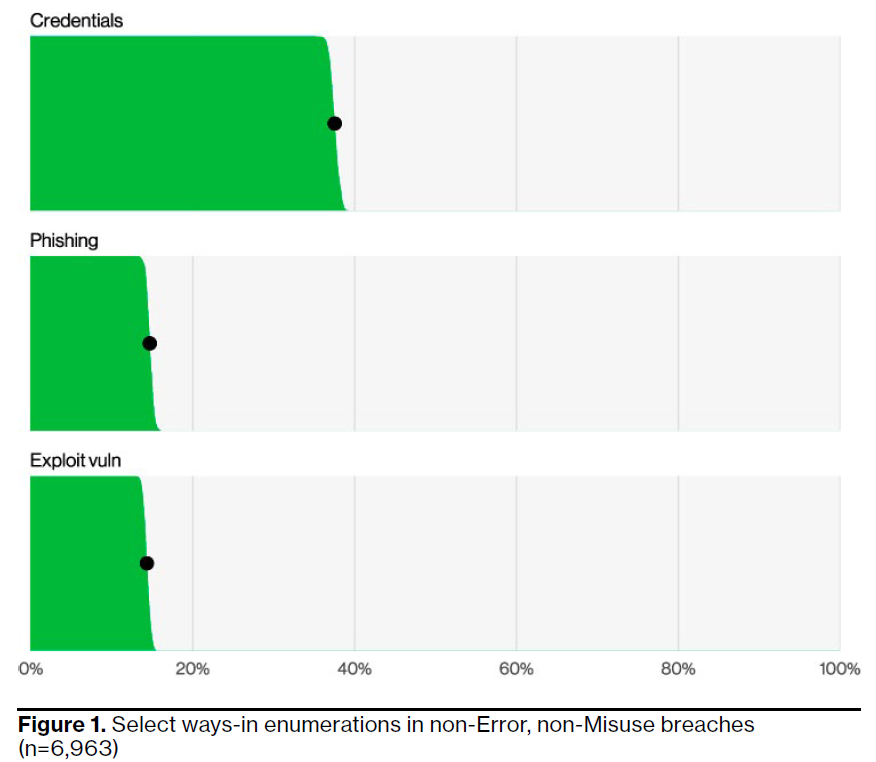 Credentials
Phishing
Exploit vuln
0% 20% 40% 60% 80% 100%
Figure 1. Select ways-in enumerations in non-Error, non-Misuse breaches
(n=6,963)